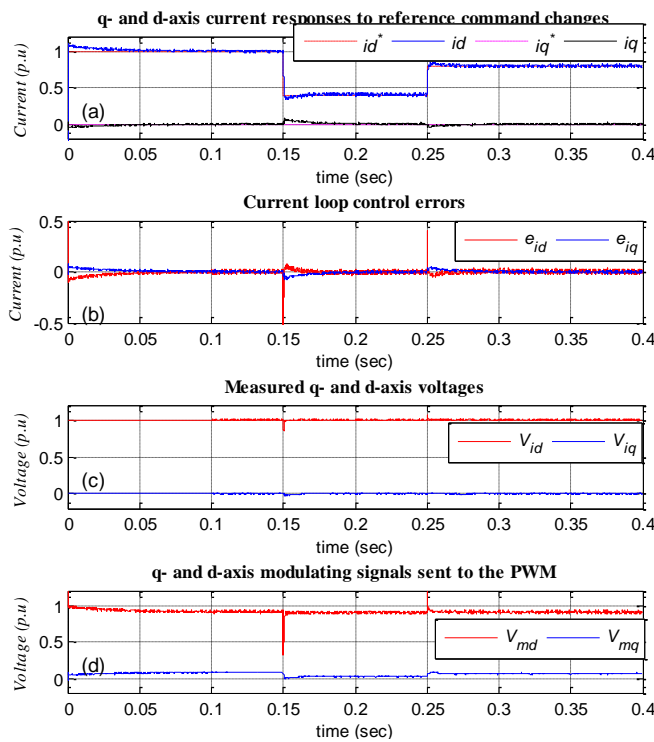 q- and d-axis current responses to reference command changes
id* id iq* iq
Current (p.u)
1
0.5
0
(a)
0 0.05 0.1 0.15 0.2 0.25 0.3 0.35 0.4
time (sec)
Current loop control errors
e_id e_iq
Current (p.u)
0.5
0
-0.5
(b)
0 0.05 0.1 0.15 0.2 0.25 0.3 0.35 0.4
time (sec)
Measured q- and d-axis voltages
V_id V_iq
Voltage (p.u)
1
0.5
0
(c)
0 0.05 0.1 0.15 0.2 0.25 0.3 0.35 0.4
time (sec)
q- and d-axis modulating signals sent to the PWM
V_md V_mq
Voltage (p.u)
1
0.5
0
(d)
0 0.05 0.1 0.15 0.2 0.25 0.3 0.35 0.4
time (sec)